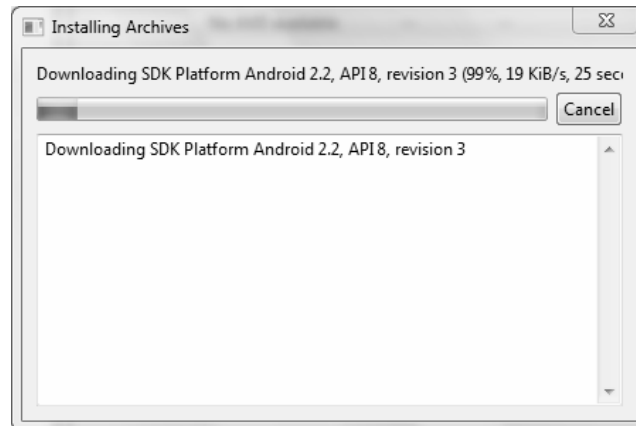 Installing Archives
Downloading SDK Platform Android 2.2, API 8, revision 3 (99%, 19 KiB/s, 25 sec
Cancel
Downloading SDK Platform Android 2.2, API 8, revision 3